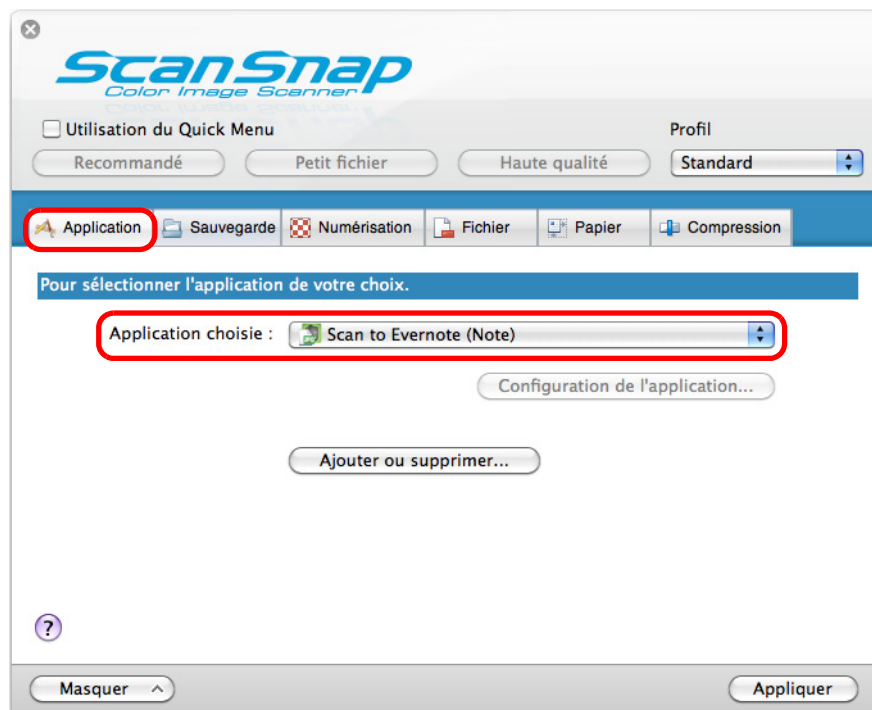 ScanSnap
Color Image Scanner
Utilisation du Quick Menu
Profil
Recommandé Petit fichier Haute qualité Standard
Application Sauvegarde Numérisation Fichier Papier Compression
Pour sélectionner l'application de votre choix.
Application choisie : Scan to Evernote (Note)
Configuration de l'application...
Ajouter ou supprimer...
?
Masquer Appliquer